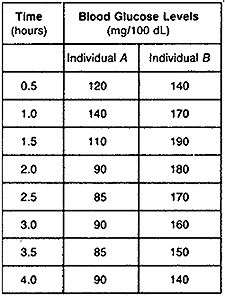 Time Blood Glucose Levels
(hours) (mg/100 dL)
Individual A Individual B
0.5 120 140
1.0 140 170
1.5 110 190
2.0 90 180
2.5 85 170
3.0 90 160
3.5 85 150
4.0 90 140